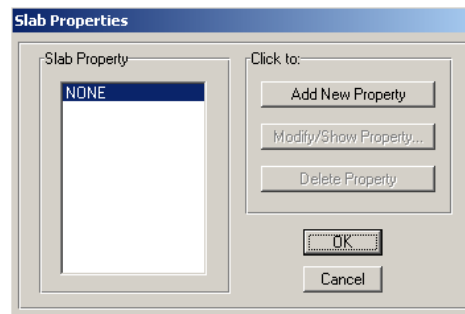 Slab Properties
Slab Property
NONE
Click to:
Add New Property
Modify/Show Property...
Delete Property
OK
Cancel